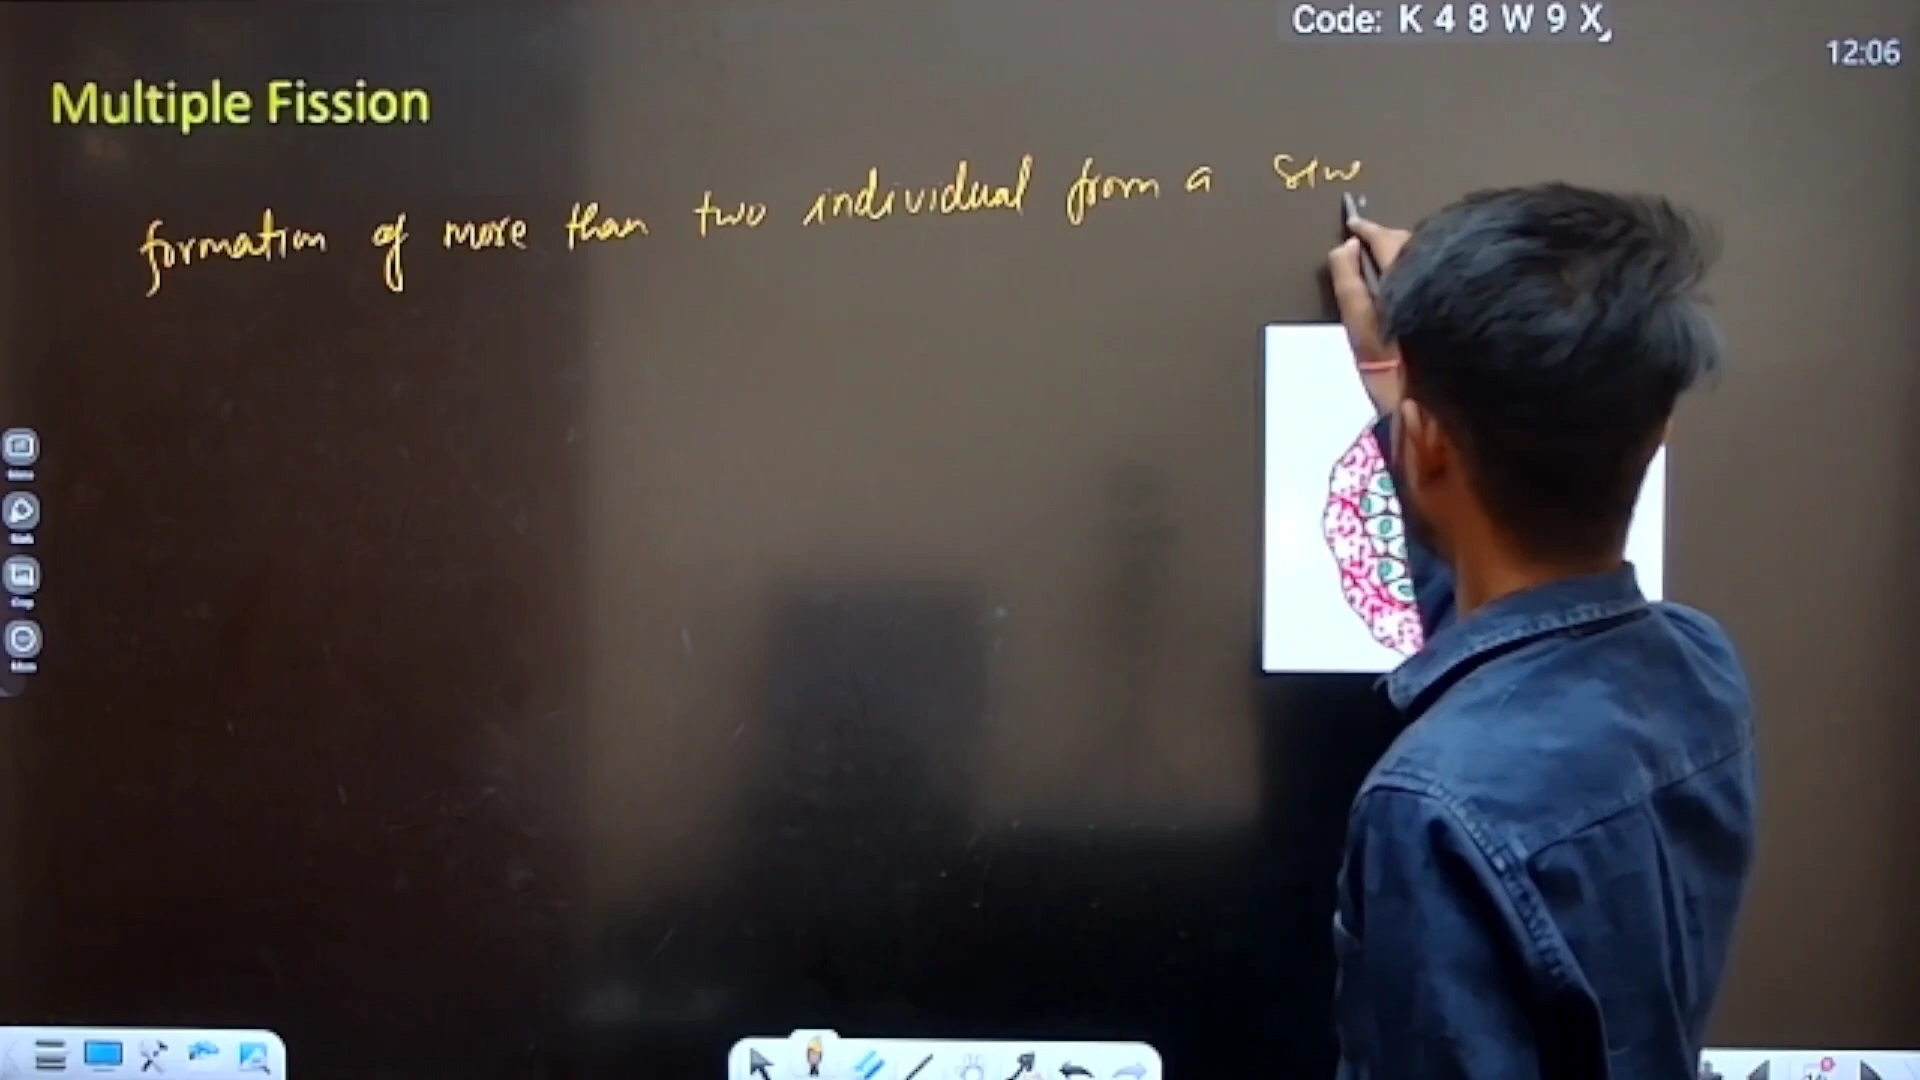 Code: K 4 8 W 9 X
12:06
Multiple Fission
formation of more than two individual from a